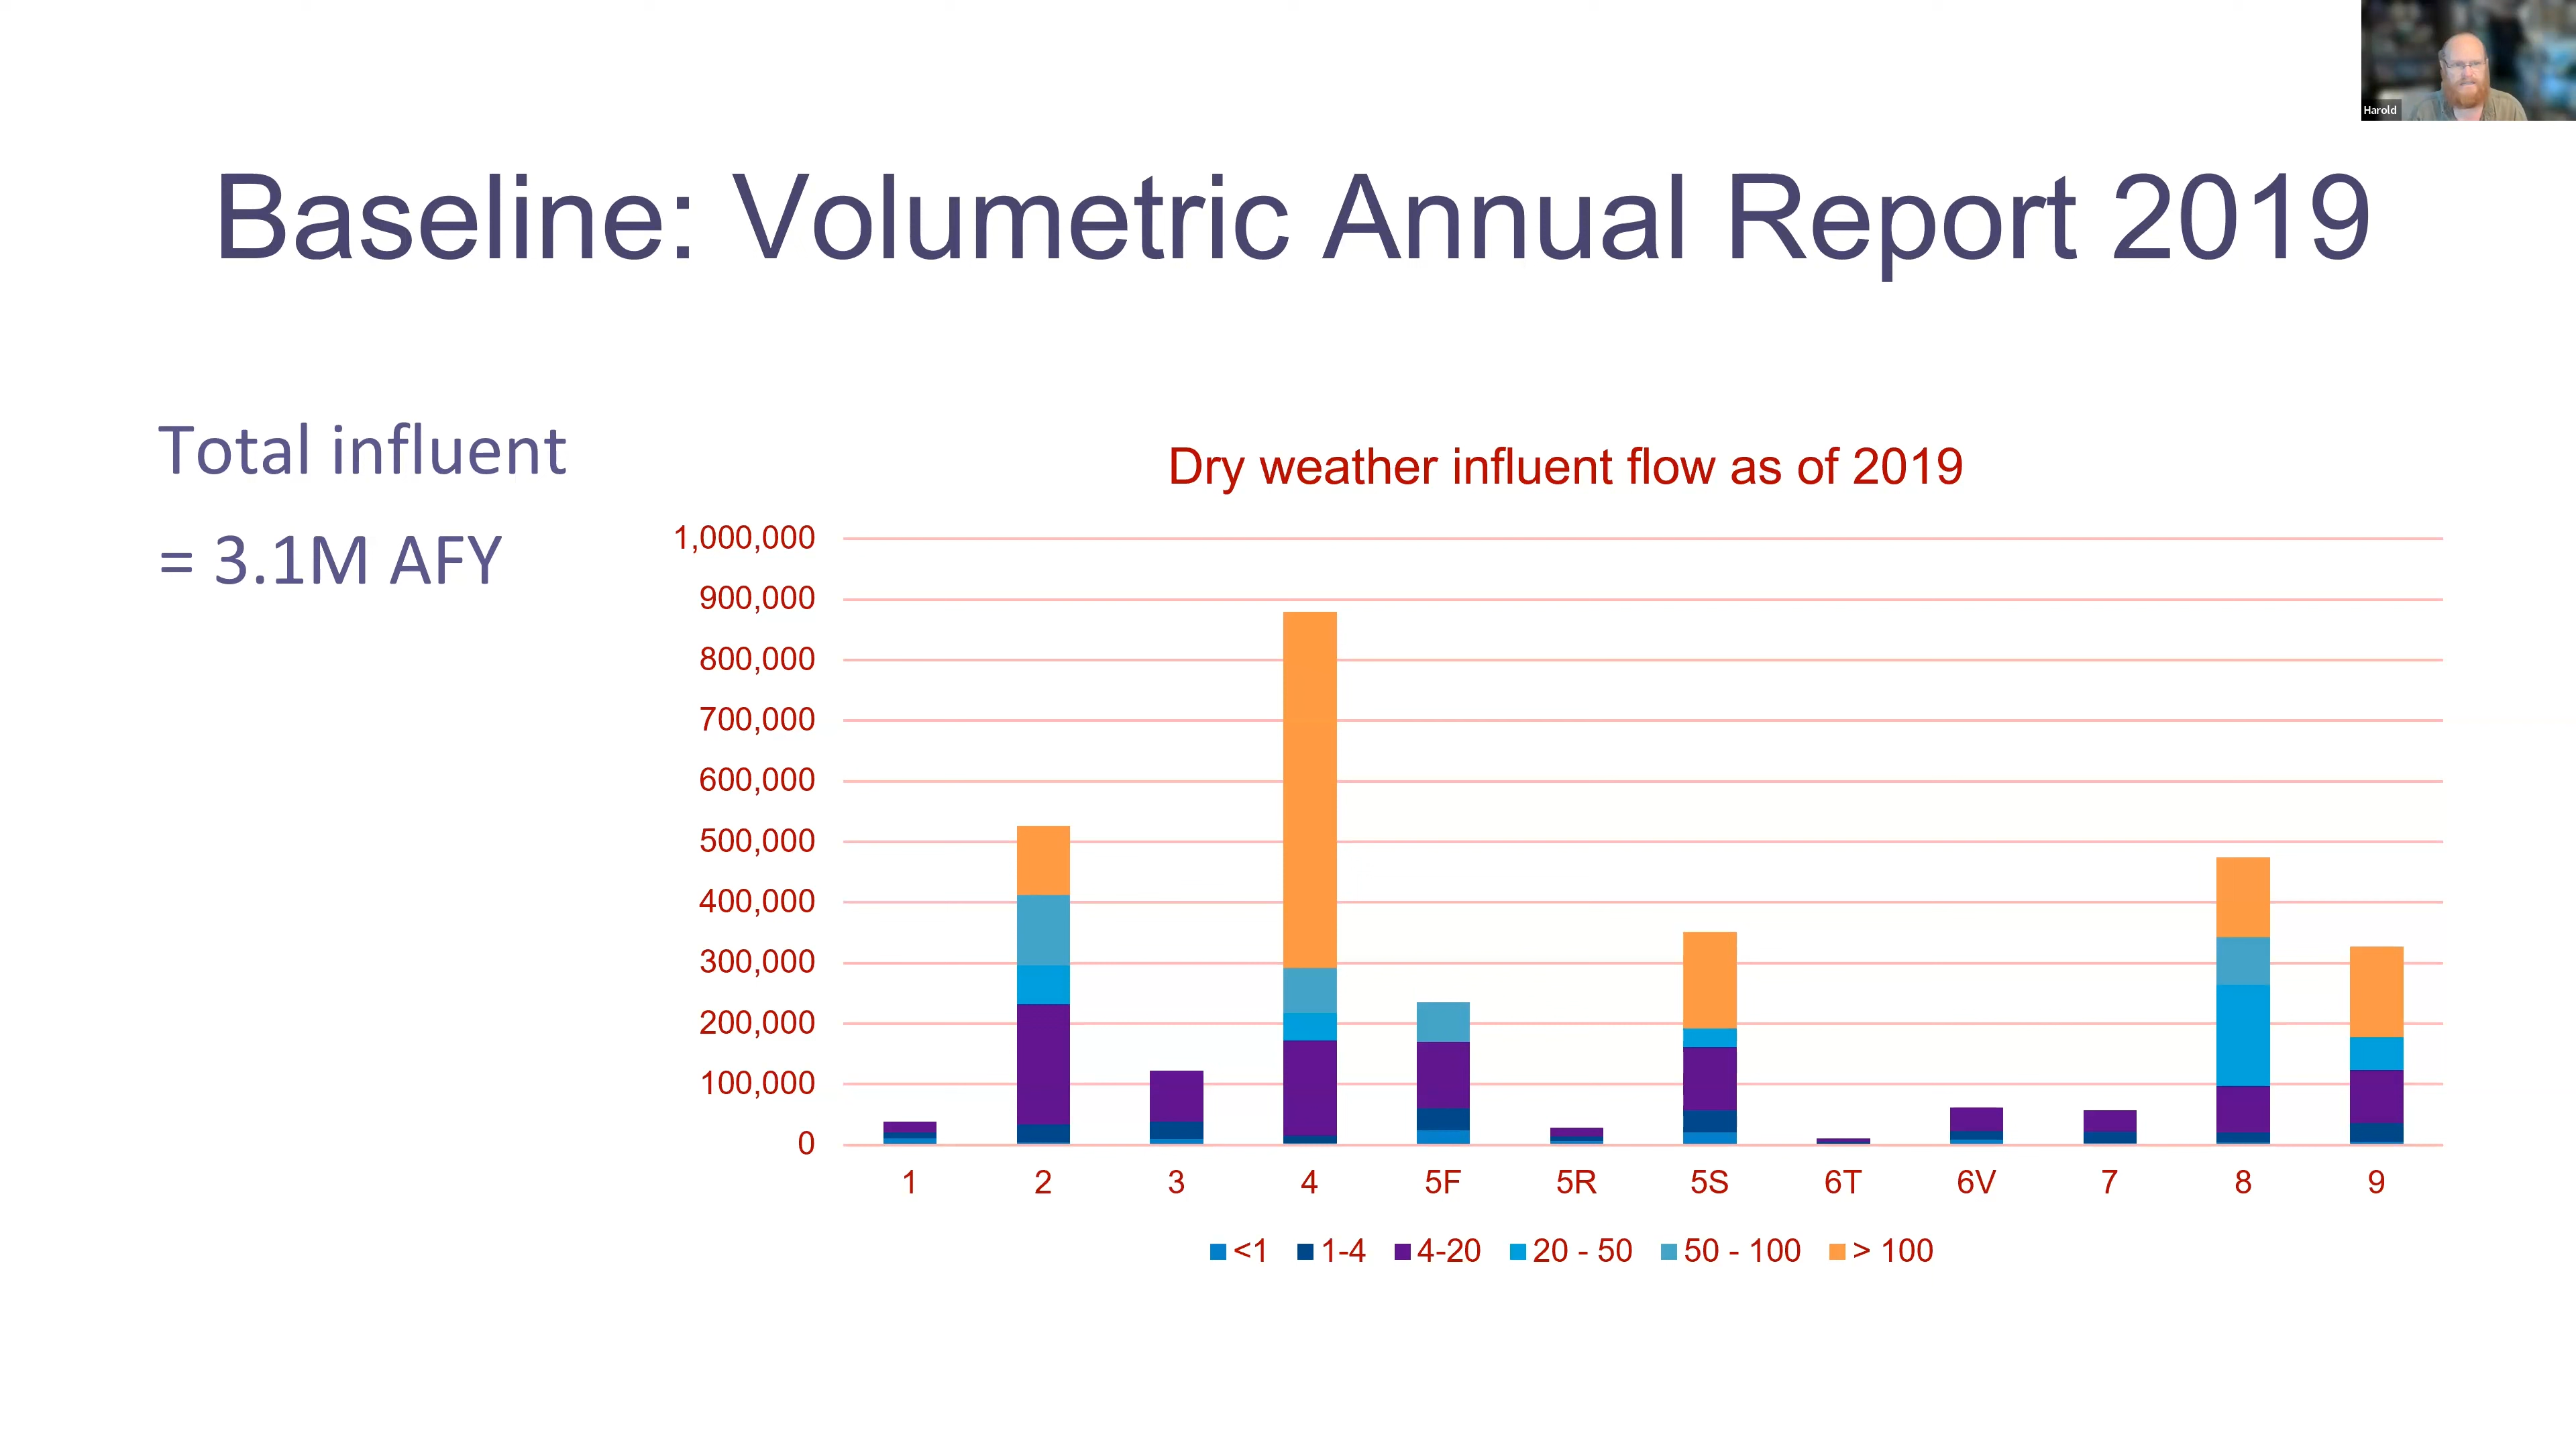 Harold
Baseline: Volumetric Annual Report 2019
Total influent
= 3.1M AFY
Dry weather influent flow as of 2019
1,000,000
900,000
800,000
700,000
600,000
500,000
400,000
300,000
200,000
100,000
0
1 2 3 4 5F 5R 5S 6T 6V 7 8 9
<1 1-4 4-20 20 - 50 50 - 100 > 100